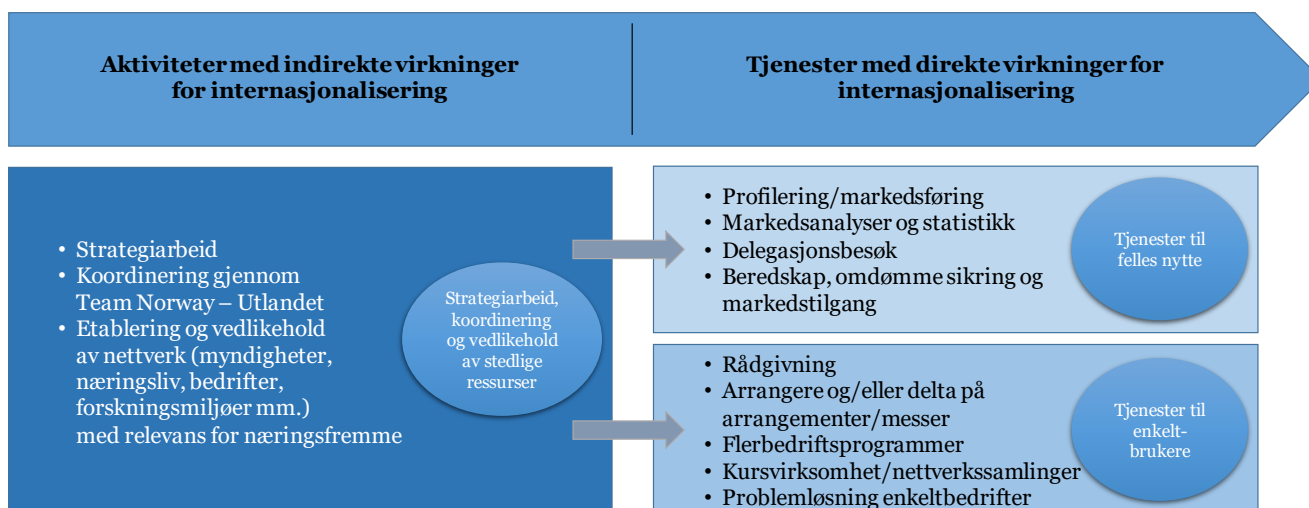 Aktiviteter med indirekte virkninger
for internasjonalisering
Tjenester med direkte virkninger for
internasjonalisering
• Strategiarbeid
• Koordinering gjennom
Team Norway – Utlandet
• Etablering og vedlikehold
av nettverk (myndigheter,
næringsliv, bedrifter,
forskningsmiljøer mm.)
med relevans for næringsfremme
Strategiarbeid,
koordinering
og vedlikehold
av stedlige
ressurser
• Profilering/markedsføring
• Markedsanalyser og statistikk
• Delegasjonsbesøk
• Beredskap, omdømme sikring og
markedstilgang
Tjenester til
felles nytte
• Rådgivning
• Arrangere og/eller delta på
arrangementer/messer
• Flerbedriftsprogrammer
• Kursvirksomhet/nettverkssamlinger
• Problemløsning enkeltbedrifter
Tjenester til
enkelt-
brukere